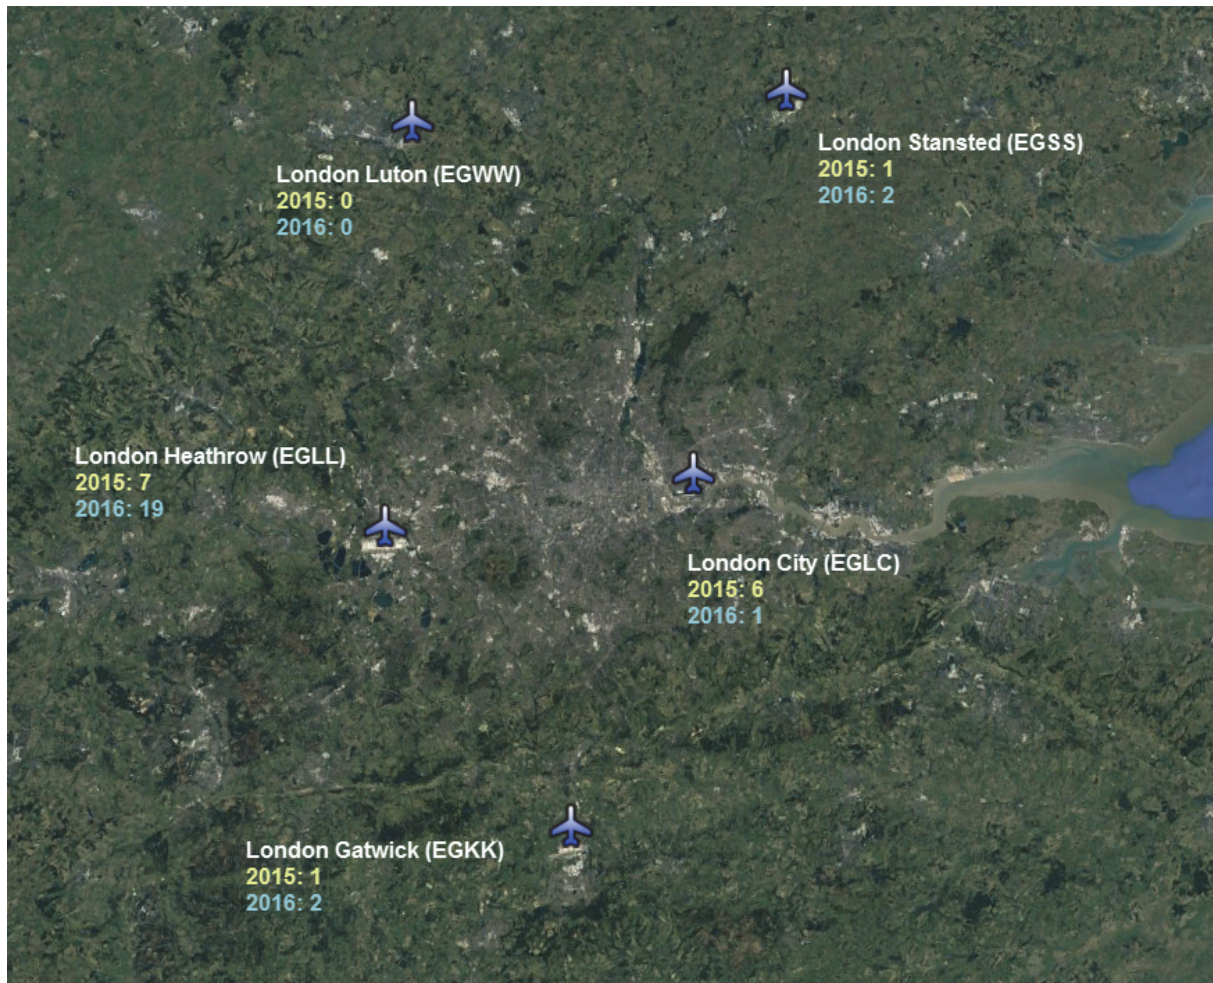 London Stansted (EGSS)
2015: 1
2016: 2
London Luton (EGWW)
2015: 0
2016: 0
London Heathrow (EGLL)
2015: 7
2016: 19
London City (EGLC)
2015: 6
2016: 1
London Gatwick (EGKK)
2015: 1
2016: 2